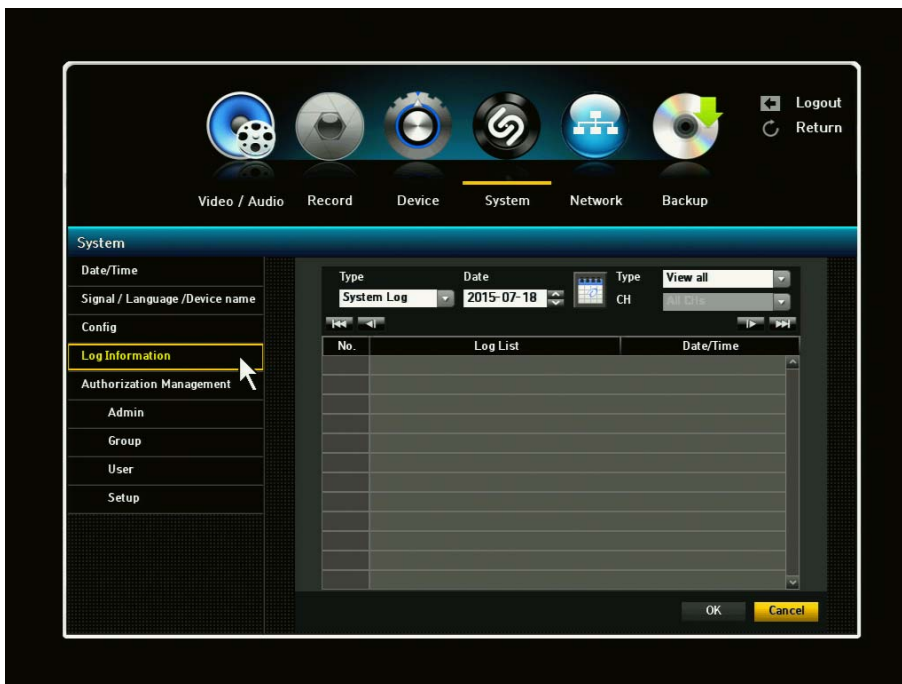 Logout
Return
Video / Audio Record Device System Network Backup
System
Date/Time
Signal / Language /Device name
Config
Log Information
Authorization Management
Admin
Group
User
Setup
Type Date Type View all
System Log 2015-07-18 CH All CHs
No. Log List Date/Time
OK Cancel